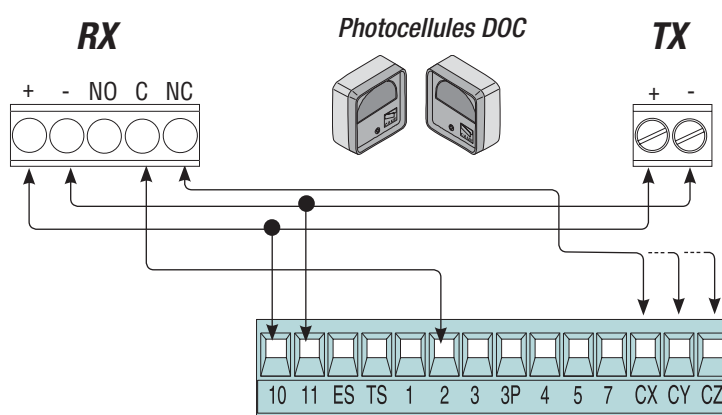 RX
Photocellules DOC
TX
+ - NO C NC
+ -
10 11 ES TS 1 2 3 3P 4 5 7 CX CY CZ